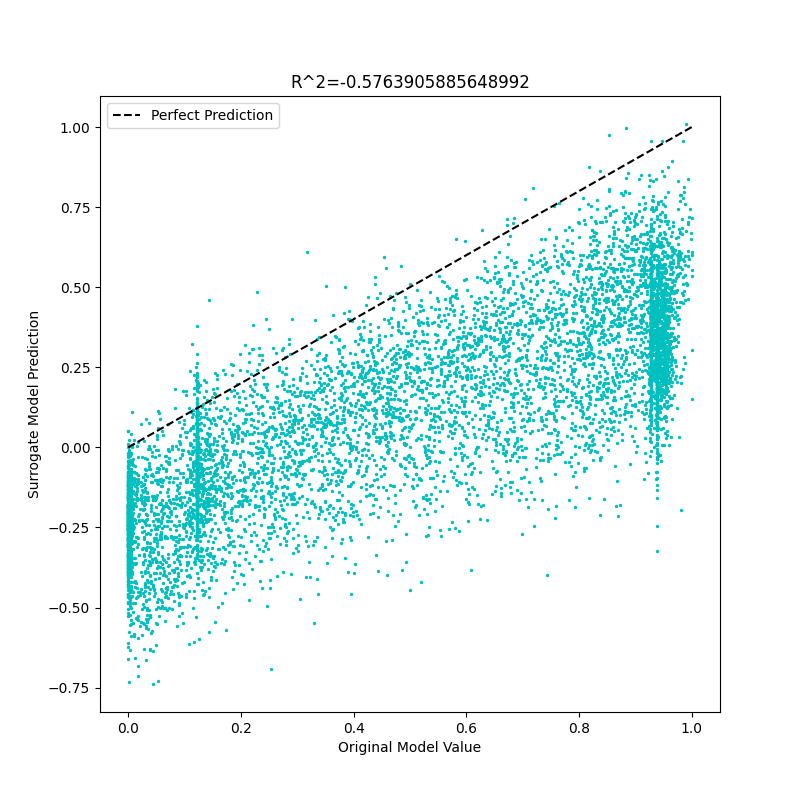 R^2=-0.5763905885648992
Perfect Prediction
1.00
0.75
0.50
0.25
0.00
−0.25
−0.50
−0.75
Surrogate Model Prediction
0.0 0.2 0.4 0.6 0.8 1.0
Original Model Value